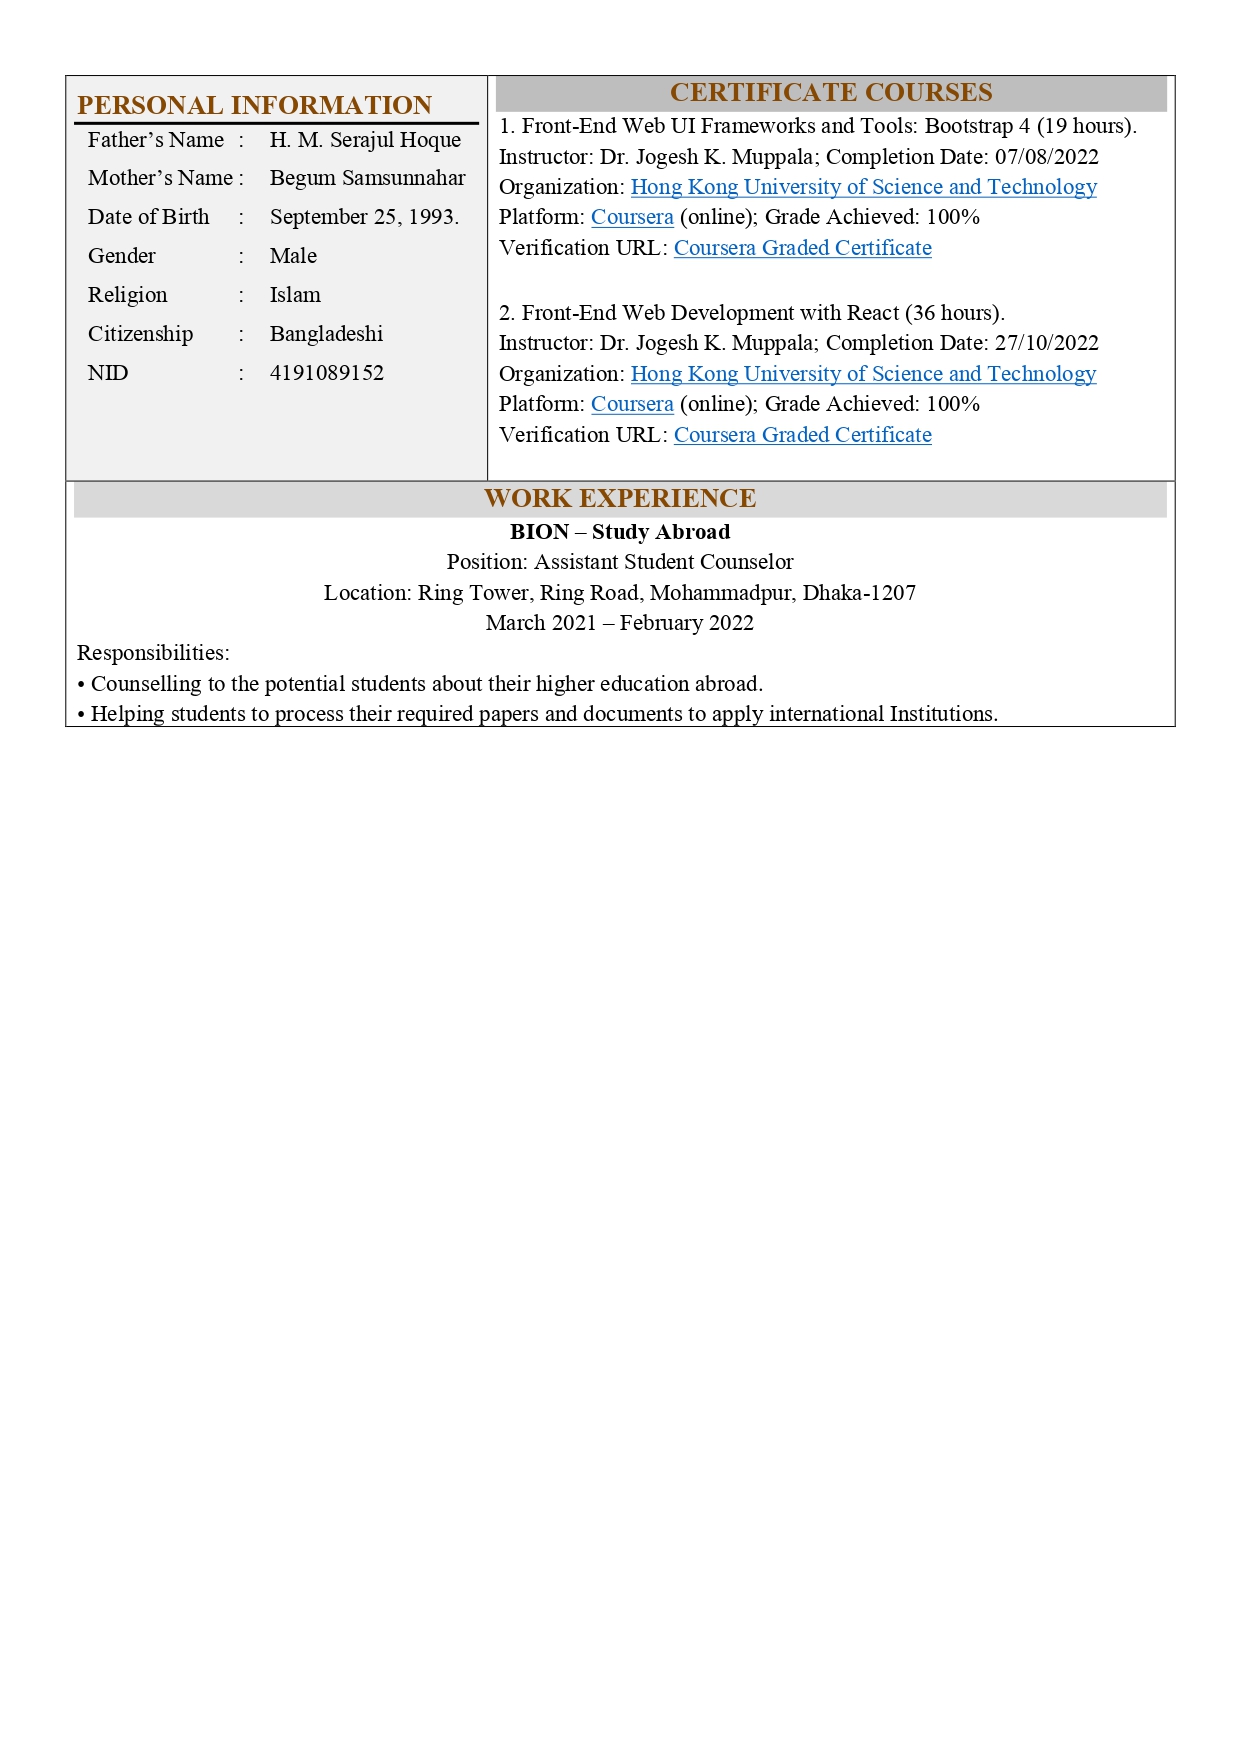 PERSONAL INFORMATION
Father’s Name : H. M. Serajul Hoque
Mother’s Name : Begum Samsunnahar
Date of Birth : September 25, 1993.
Gender : Male
Religion : Islam
Citizenship : Bangladeshi
NID : 4191089152
CERTIFICATE COURSES
1. Front-End Web UI Frameworks and Tools: Bootstrap 4 (19 hours).
Instructor: Dr. Jogesh K. Muppala; Completion Date: 07/08/2022
Organization: Hong Kong University of Science and Technology
Platform: Coursera (online); Grade Achieved: 100%
Verification URL: Coursera Graded Certificate
2. Front-End Web Development with React (36 hours).
Instructor: Dr. Jogesh K. Muppala; Completion Date: 27/10/2022
Organization: Hong Kong University of Science and Technology
Platform: Coursera (online); Grade Achieved: 100%
Verification URL: Coursera Graded Certificate
WORK EXPERIENCE
BION – Study Abroad
Position: Assistant Student Counselor
Location: Ring Tower, Ring Road, Mohammadpur, Dhaka-1207
March 2021 – February 2022
Responsibilities:
• Counselling to the potential students about their higher education abroad.
• Helping students to process their required papers and documents to apply international Institutions.